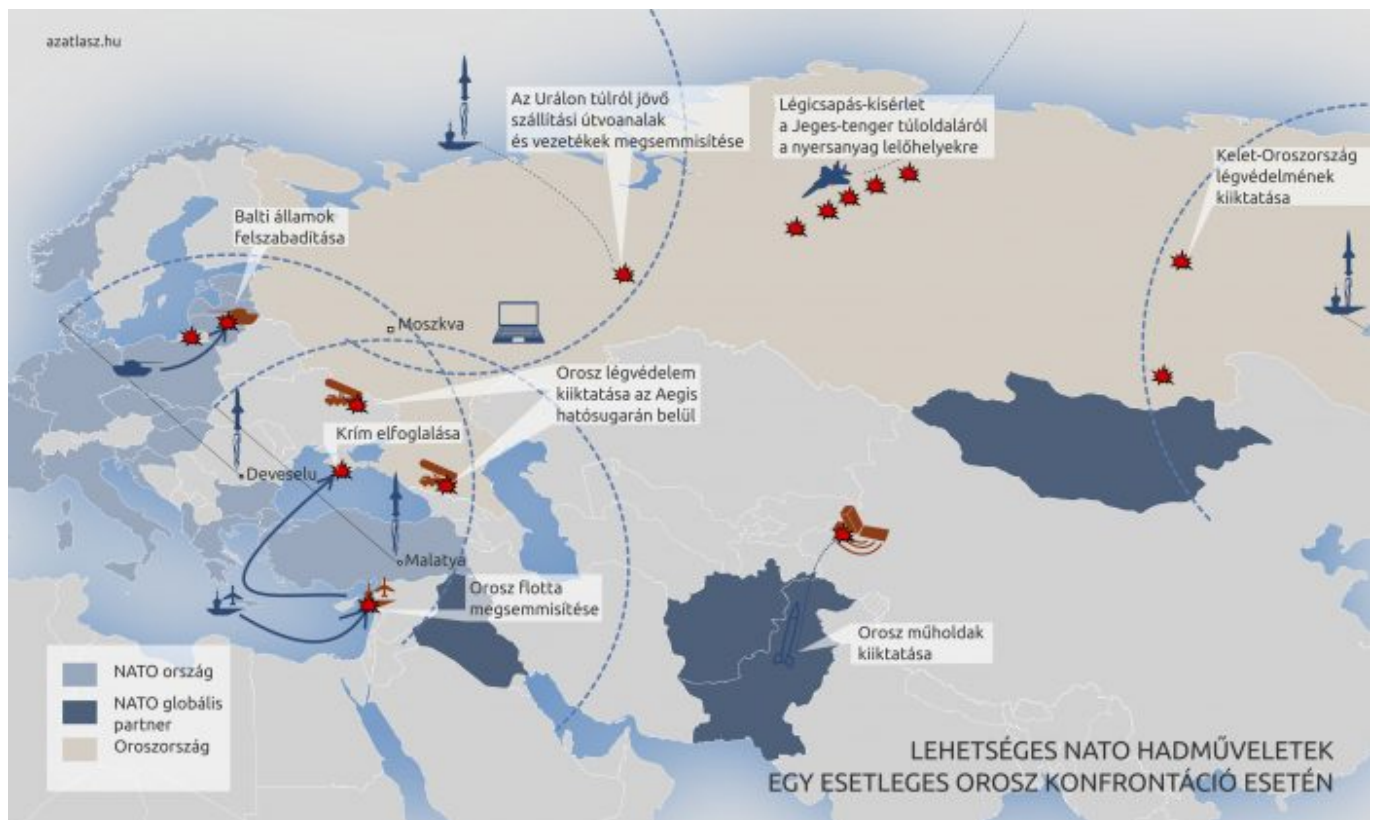 azatlasz.hu
Az Urálon túlról jövő
szállítási útvoanalak
és vezetékek megsemmisítése
Légicsapás-kisérlet
a Jeges-tenger túloldaláról
a nyersanyag lelőhelyekre
Kelet-Oroszország
légvédelmének
kiiktatása
Balti államok
felszabadítása
Moszkva
Orosz légvédelem
kiiktatása az Aegis
hatósugarán belül
Krím elfoglalása
Deveselu
Malatya
Orosz flotta
megsemmisítése
Orosz műholdak
kiiktatása
NATO ország
NATO globális
partner
Oroszország
LEHETSÉGES NATO HADMŰVELETEK
EGY ESETLEGES OROSZ KONFRONTÁCIÓ ESETÉN